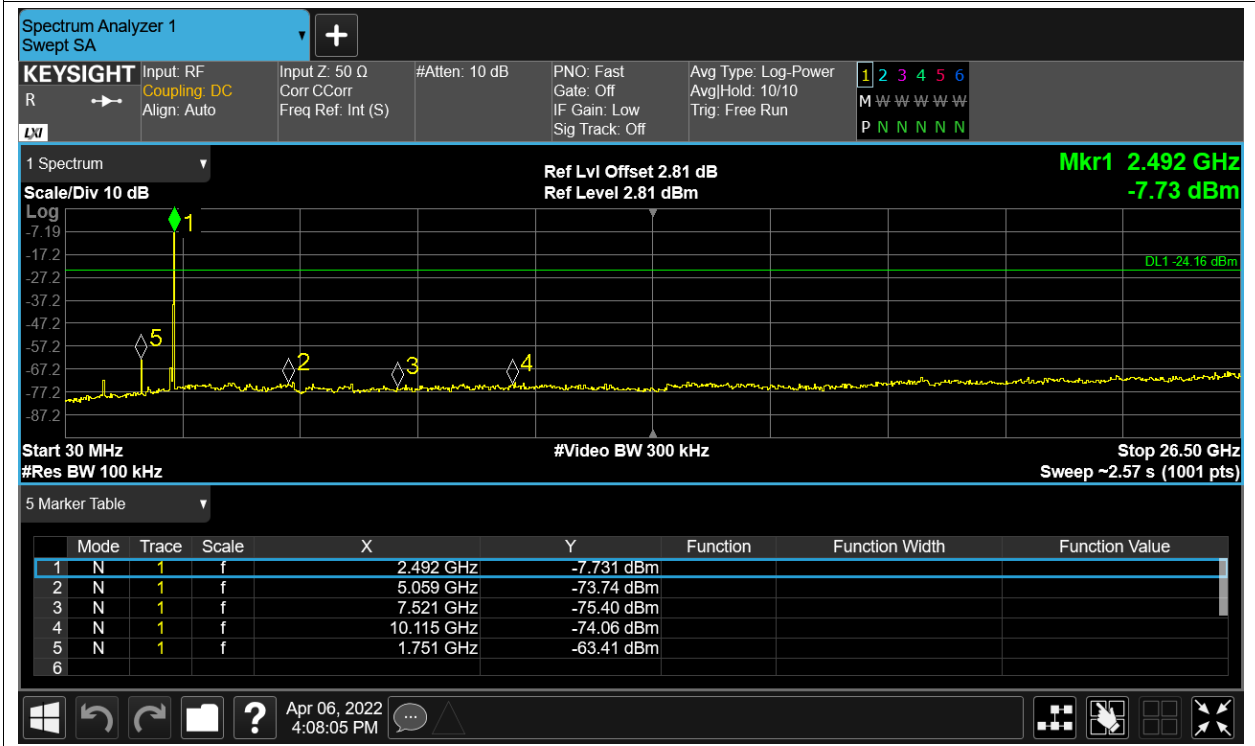 Spectrum Analyzer 1
Swept SA
KEYSIGHT
R
LXI
Input: RF
Coupling: DC
Align: Auto
Input Z: 50 Ω
Corr CCorr
Freq Ref: Int (S)
#Atten: 10 dB
PNO: Fast
Gate: Off
IF Gain: Low
Sig Track: Off
Avg Type: Log-Power
Avg|Hold: 10/10
Trig: Free Run
1 2 3 4 5 6
M W W W W W
P N N N N N
1 Spectrum
Scale/Div 10 dB
Ref Lvl Offset 2.81 dB
Ref Level 2.81 dBm
Mkr1 2.492 GHz
-7.73 dBm
Log
-7.19
-17.2
-27.2
-37.2
-47.2
-57.2
-67.2
-77.2
-87.2
1
5
2
3
4
DL1 -24.16 dBm
Start 30 MHz
#Res BW 100 kHz
#Video BW 300 kHz
Stop 26.50 GHz
Sweep ~2.57 s (1001 pts)
5 Marker Table
Mode Trace Scale X Y Function Function Width Function Value
1 N 1 f 2.492 GHz -7.731 dBm
2 N 1 f 5.059 GHz -73.74 dBm
3 N 1 f 7.521 GHz -75.40 dBm
4 N 1 f 10.115 GHz -74.06 dBm
5 N 1 f 1.751 GHz -63.41 dBm
6
?
Apr 06, 2022
4:08:05 PM